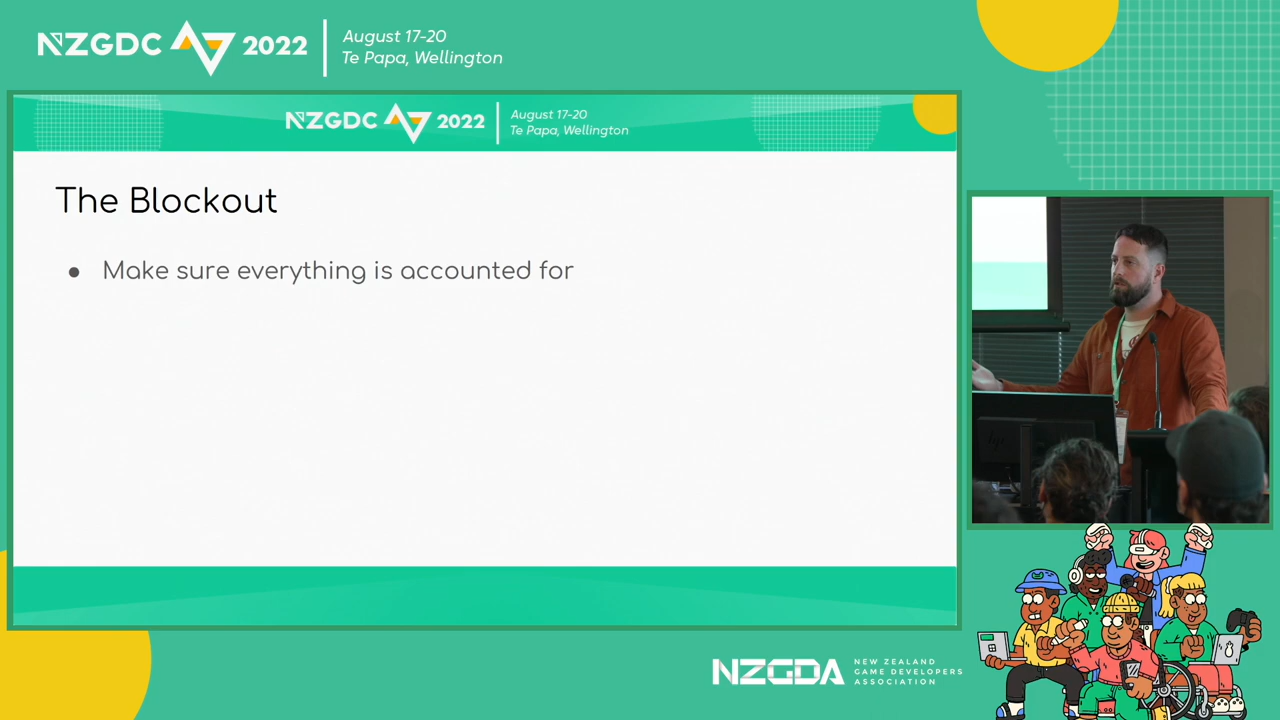 NZGDC 2022
August 17-20
Te Papa, Wellington
NZGDC 2022
August 17-20
Te Papa, Wellington
The Blockout
● Make sure everything is accounted for
NZGDA
NEW ZEALAND
GAME DEVELOPERS
ASSOCIATION